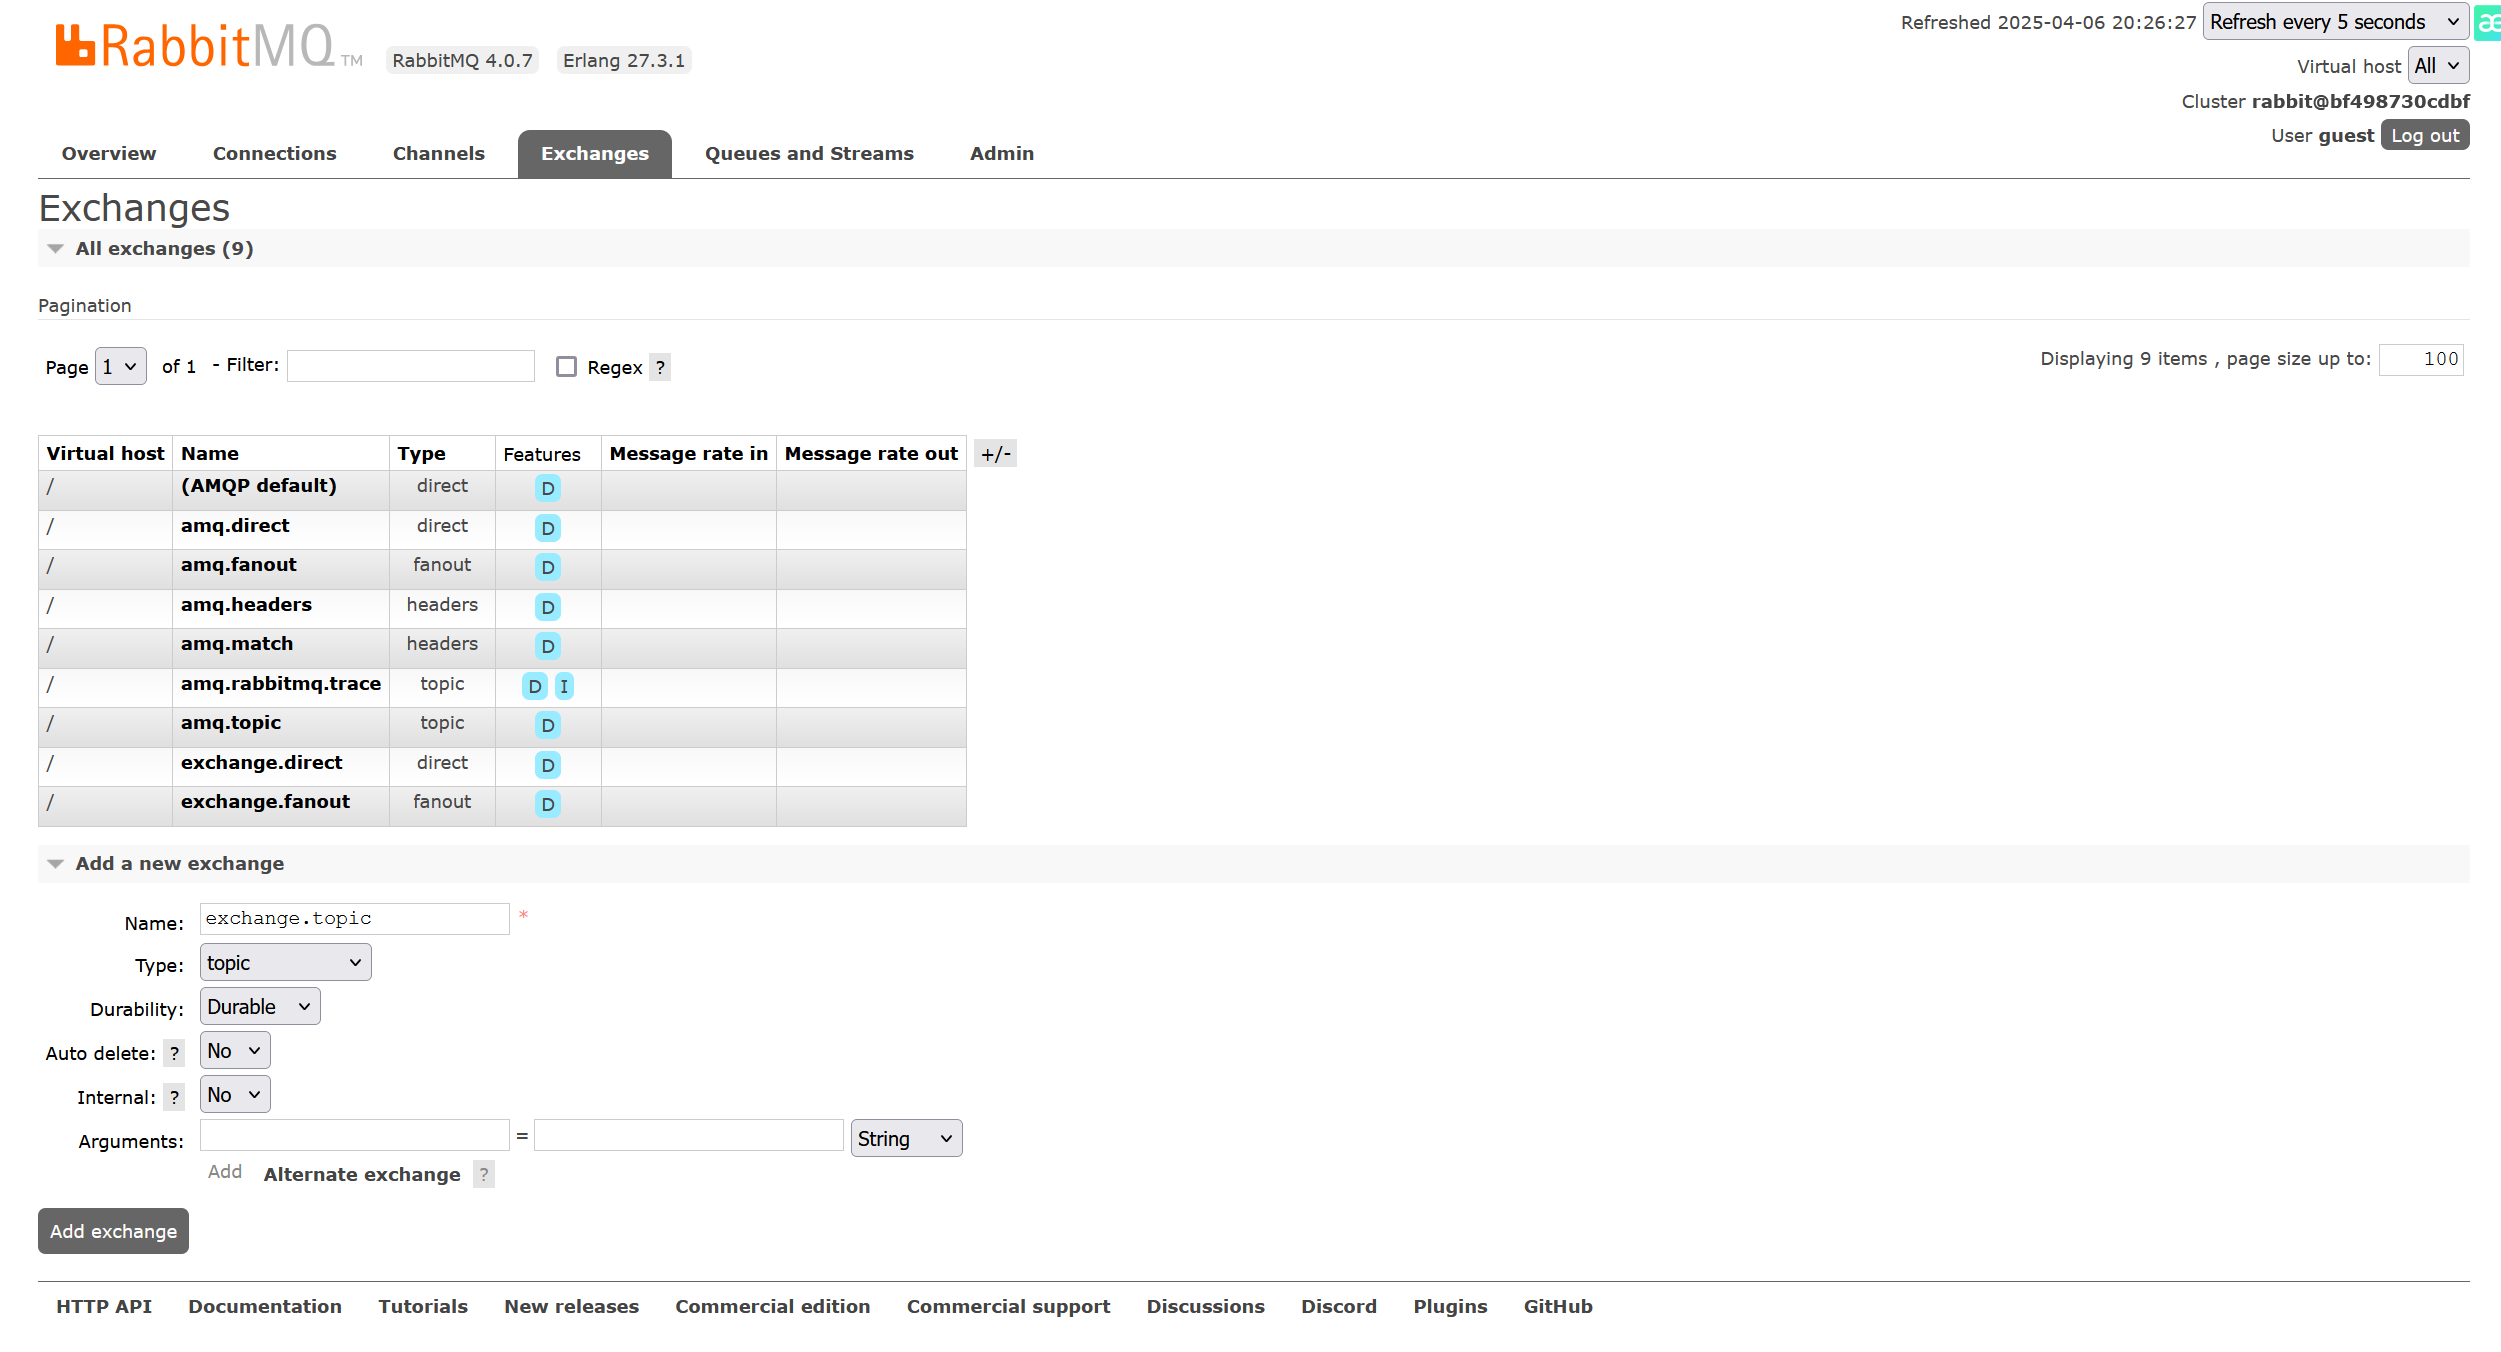 RabbitMQ TM RabbitMQ 4.0.7 Erlang 27.3.1
Refreshed 2025-04-06 20:26:27 Refresh every 5 seconds æ
Virtual host All
Cluster rabbit@bf498730cdbf
User guest Log out
Overview Connections Channels Exchanges Queues and Streams Admin
Exchanges
All exchanges (9)
Pagination
Page 1 of 1 - Filter: Regex ? Displaying 9 items , page size up to: 100
Virtual host Name Type Features Message rate in Message rate out +/-
/ (AMQP default) direct D
/ amq.direct direct D
/ amq.fanout fanout D
/ amq.headers headers D
/ amq.match headers D
/ amq.rabbitmq.trace topic D I
/ amq.topic topic D
/ exchange.direct direct D
/ exchange.fanout fanout D
Add a new exchange
Name: exchange.topic *
Type: topic
Durability: Durable
Auto delete: ? No
Internal: ? No
Arguments: = String
Add Alternate exchange ?
Add exchange
HTTP API Documentation Tutorials New releases Commercial edition Commercial support Discussions Discord Plugins GitHub